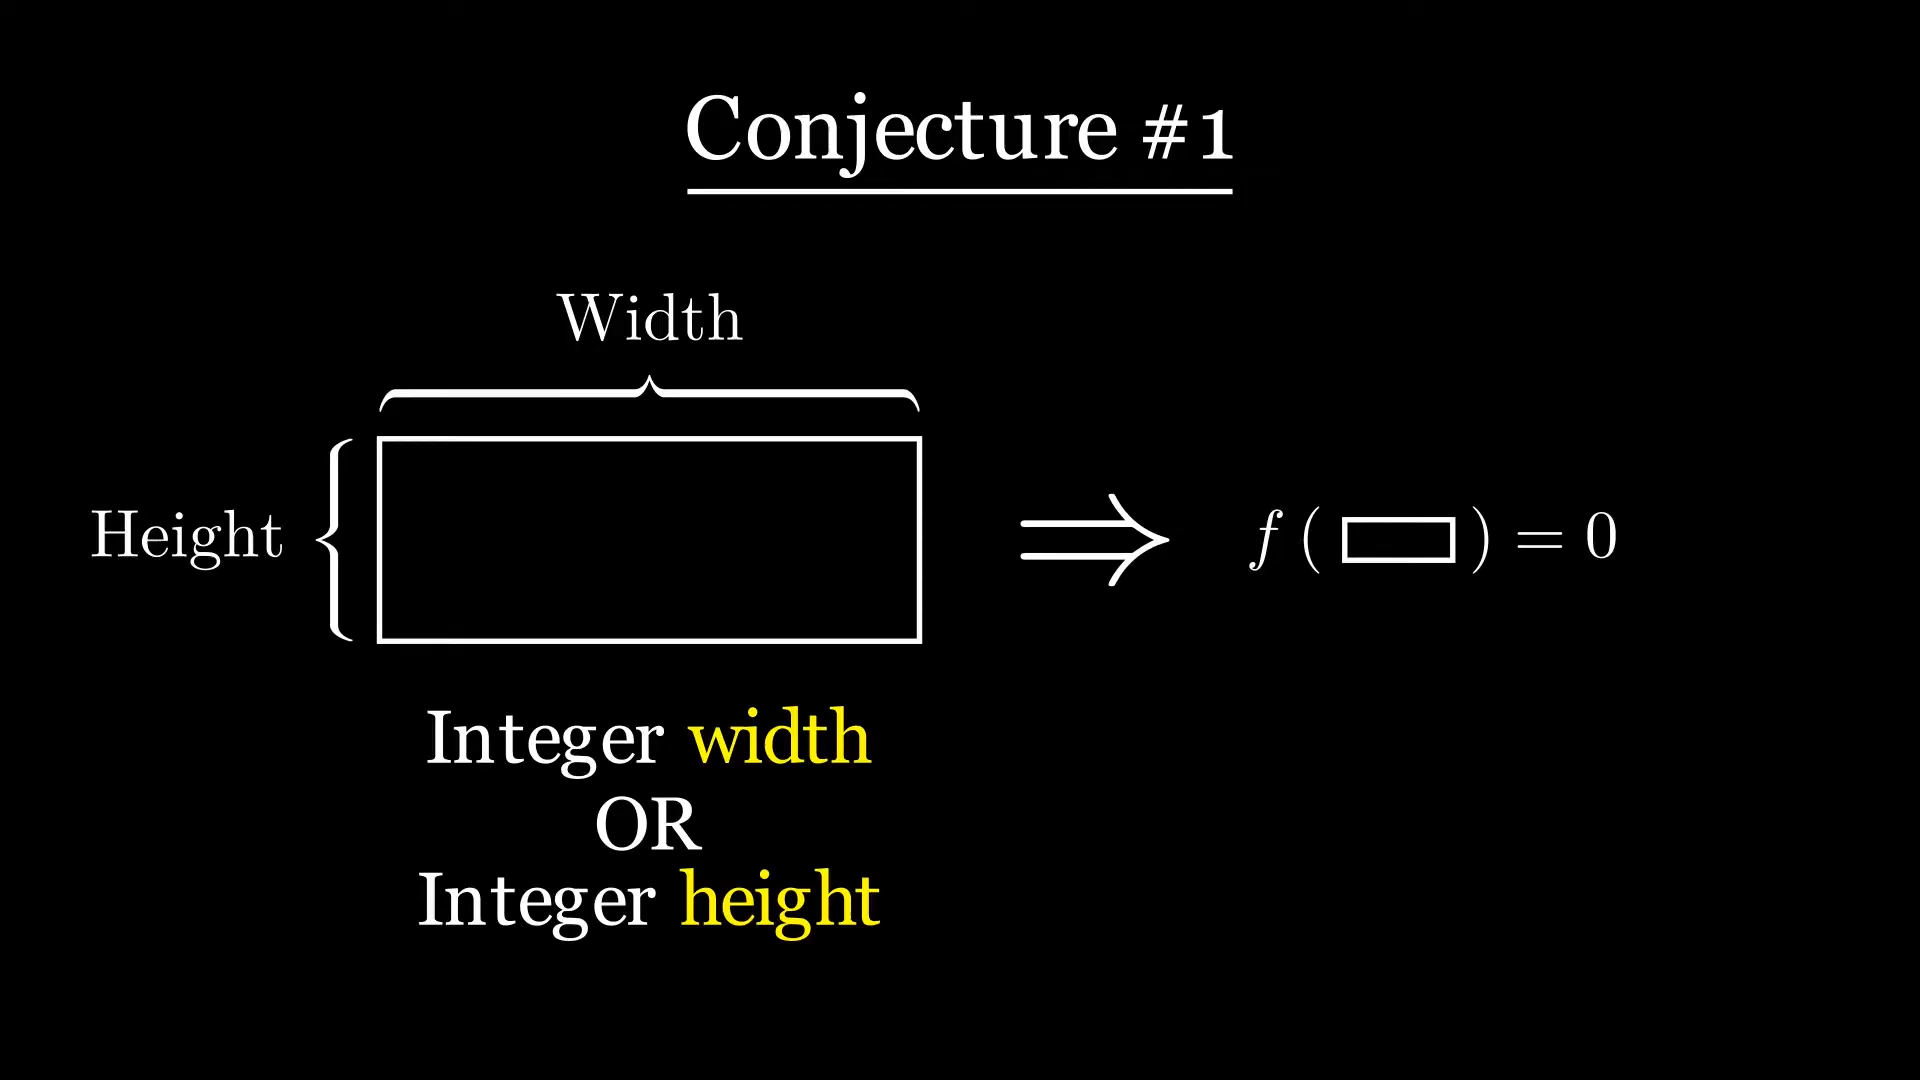 Conjecture #1
Width
Height
f ( ) = 0
Integer width
OR
Integer height